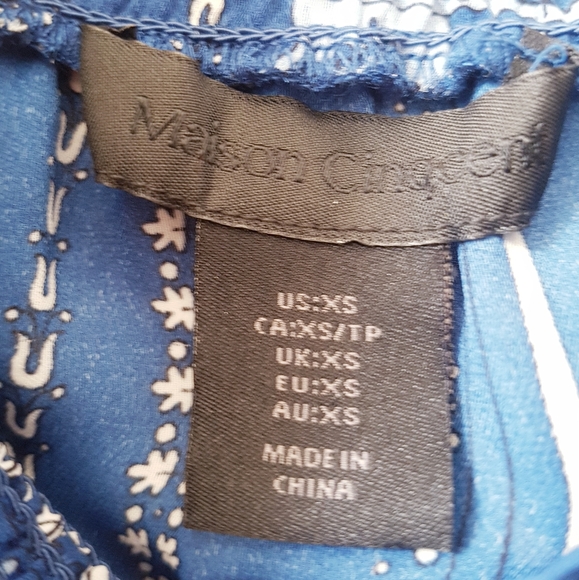 Maison Cinqcent
US:XS
CA:XS/TP
UK:XS
EU:XS
AU:XS
MADE IN
CHINA